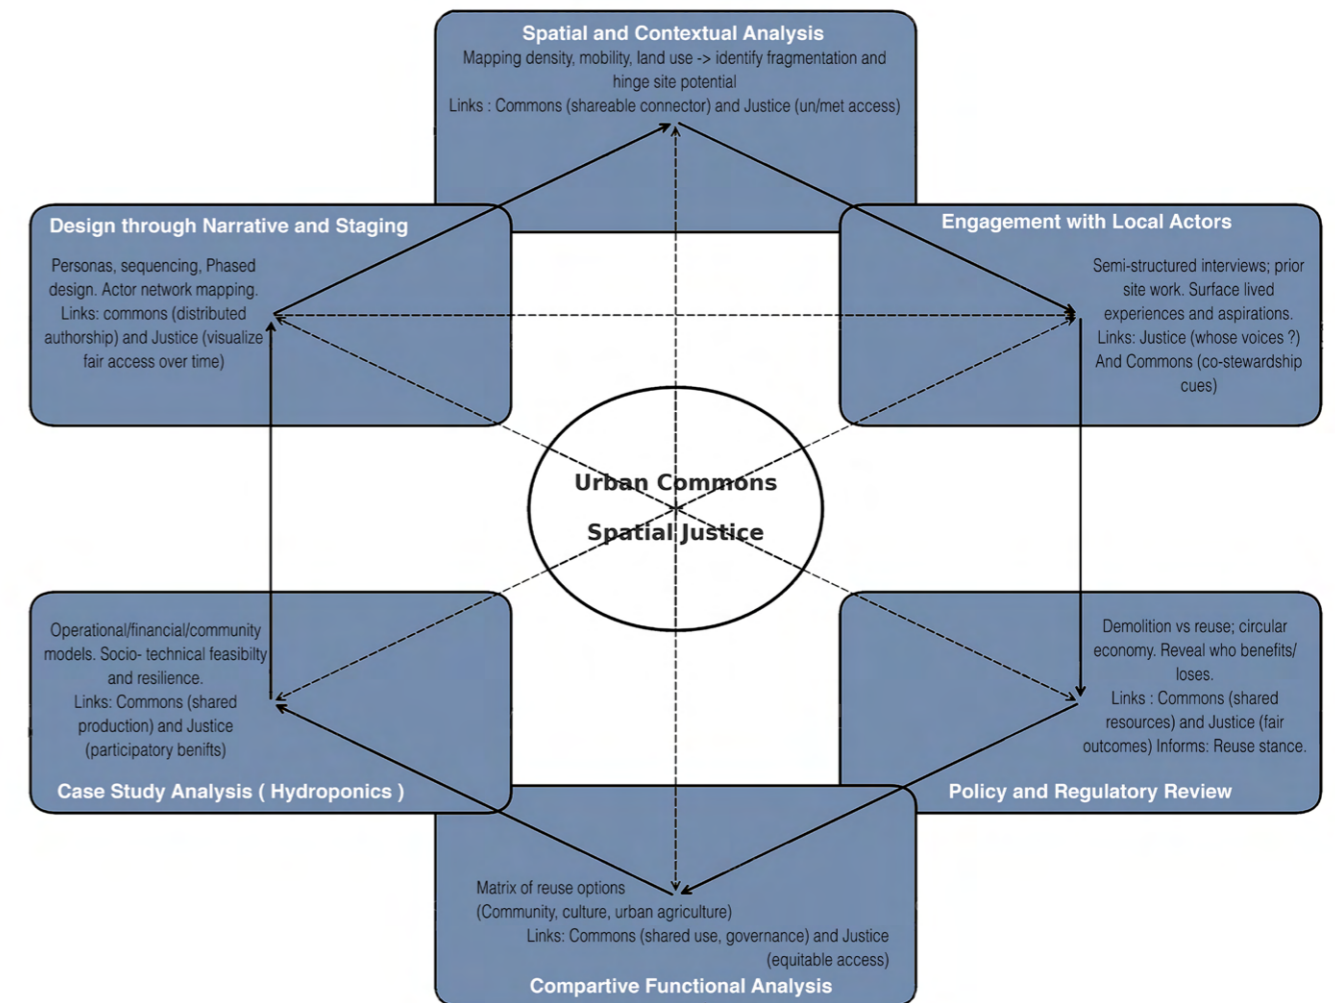 Spatial and Contextual Analysis
Mapping density, mobility, land use -> identify fragmentation and
hinge site potential
Links : Commons (shareable connector) and Justice (un/met access)
Design through Narrative and Staging
Personas, sequencing, Phased
design. Actor network mapping.
Links: commons (distributed
authorship) and Justice (visualize
fair access over time)
Engagement with Local Actors
Semi-structured interviews; prior
site work. Surface lived
experiences and aspirations.
Links: Justice (whose voices ?)
And Commons (co-stewardship
cues)
Urban Commons
Spatial Justice
Operational/financial/community
models. Socio- technical feasibilty
and resilience.
Links: Commons (shared
production) and Justice
(participatory benifts)
Case Study Analysis ( Hydroponics )
Demolition vs reuse; circular
economy. Reveal who benefits/
loses.
Links : Commons (shared
resources) and Justice (fair
outcomes) Informs: Reuse stance.
Policy and Regulatory Review
Matrix of reuse options
(Community, culture, urban agriculture)
Links: Commons (shared use, governance) and Justice
(equitable access)
Compartive Functional Analysis